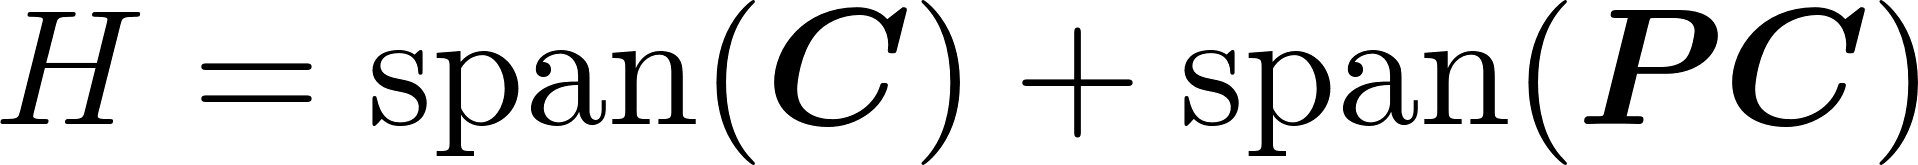 H = span(C) + span(PC)